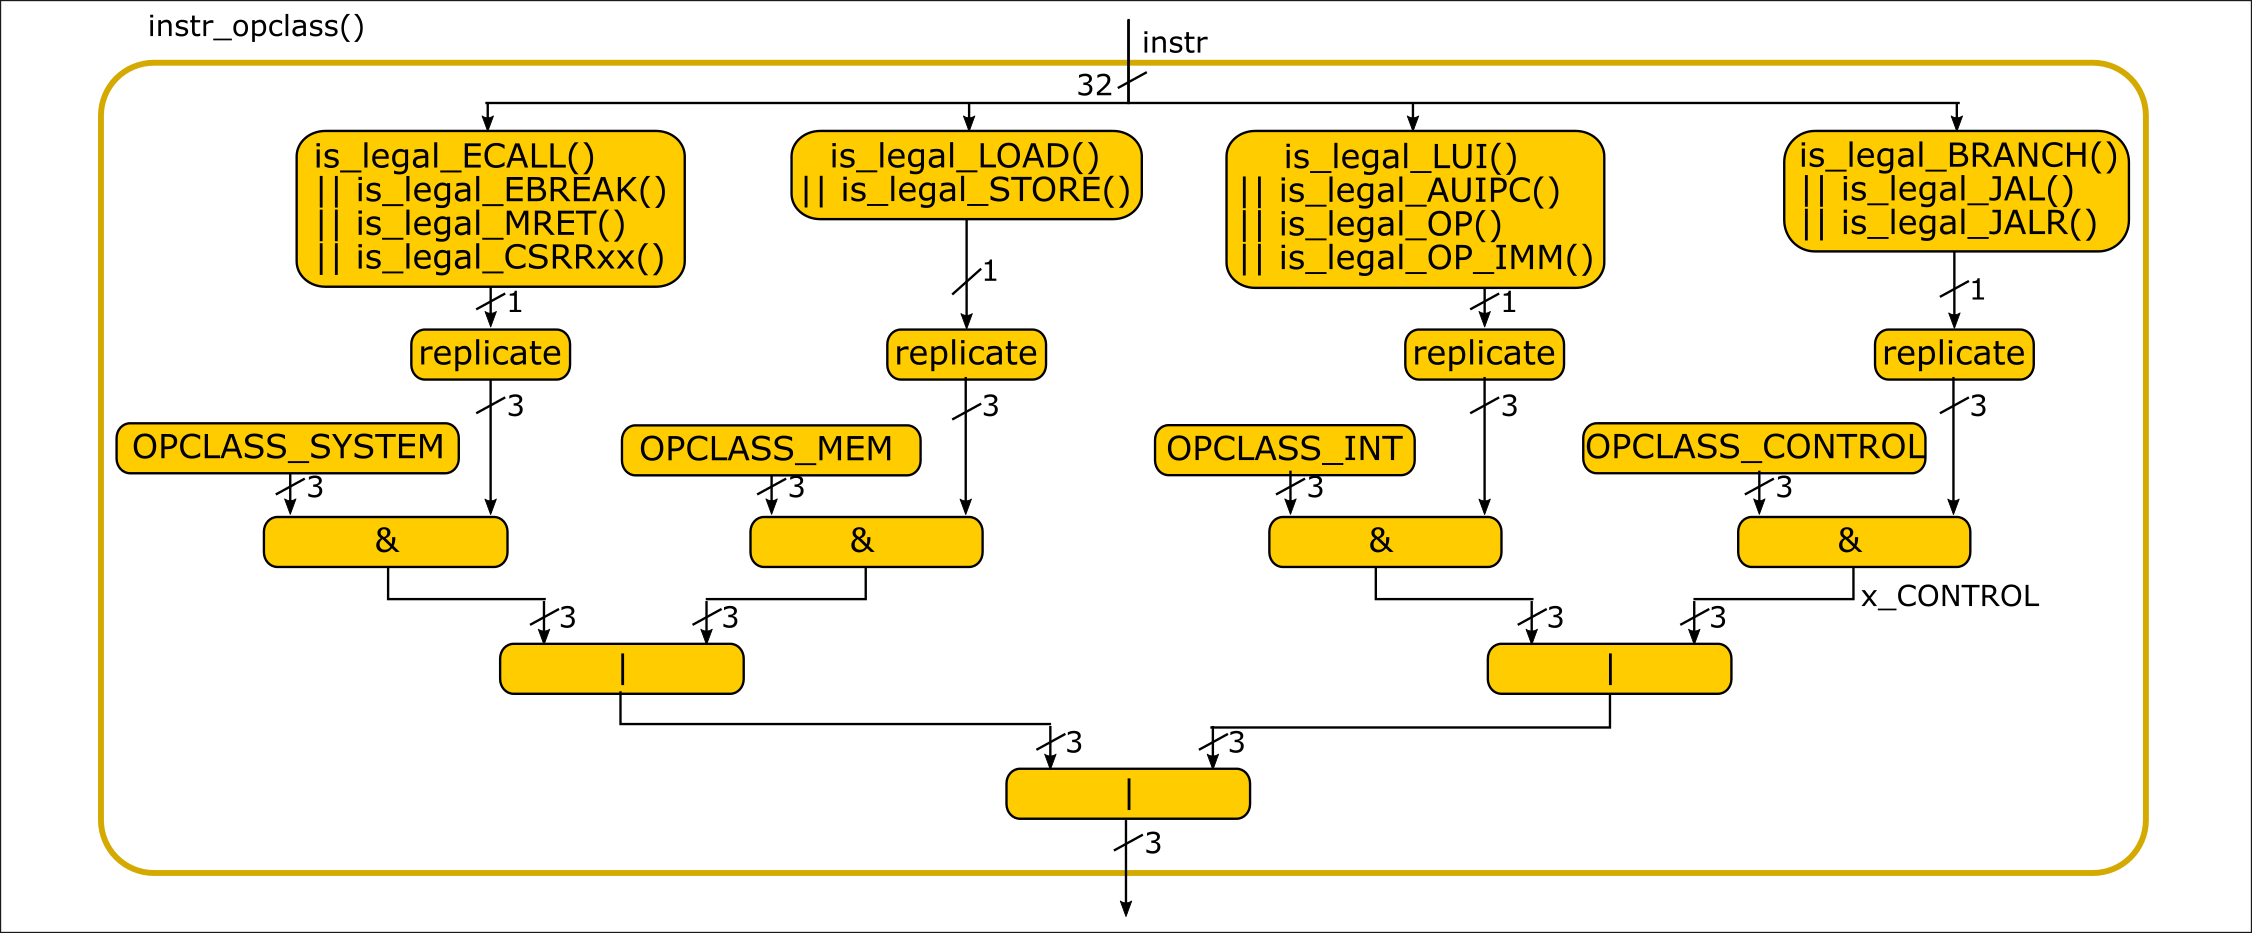 instr_opclass()
instr
32
is_legal_ECALL()
|| is_legal_EBREAK()
|| is_legal_MRET()
|| is_legal_CSRRxx()
is_legal_LOAD()
|| is_legal_STORE()
is_legal_LUI()
|| is_legal_AUIPC()
|| is_legal_OP()
|| is_legal_OP_IMM()
is_legal_BRANCH()
|| is_legal_JAL()
|| is_legal_JALR()
1
1
1
1
replicate
replicate
replicate
replicate
3
3
3
3
OPCLASS_SYSTEM
OPCLASS_MEM
OPCLASS_INT
OPCLASS_CONTROL
3
3
3
3
&
&
&
&
x_CONTROL
3
3
3
3
|
|
3
3
|
3